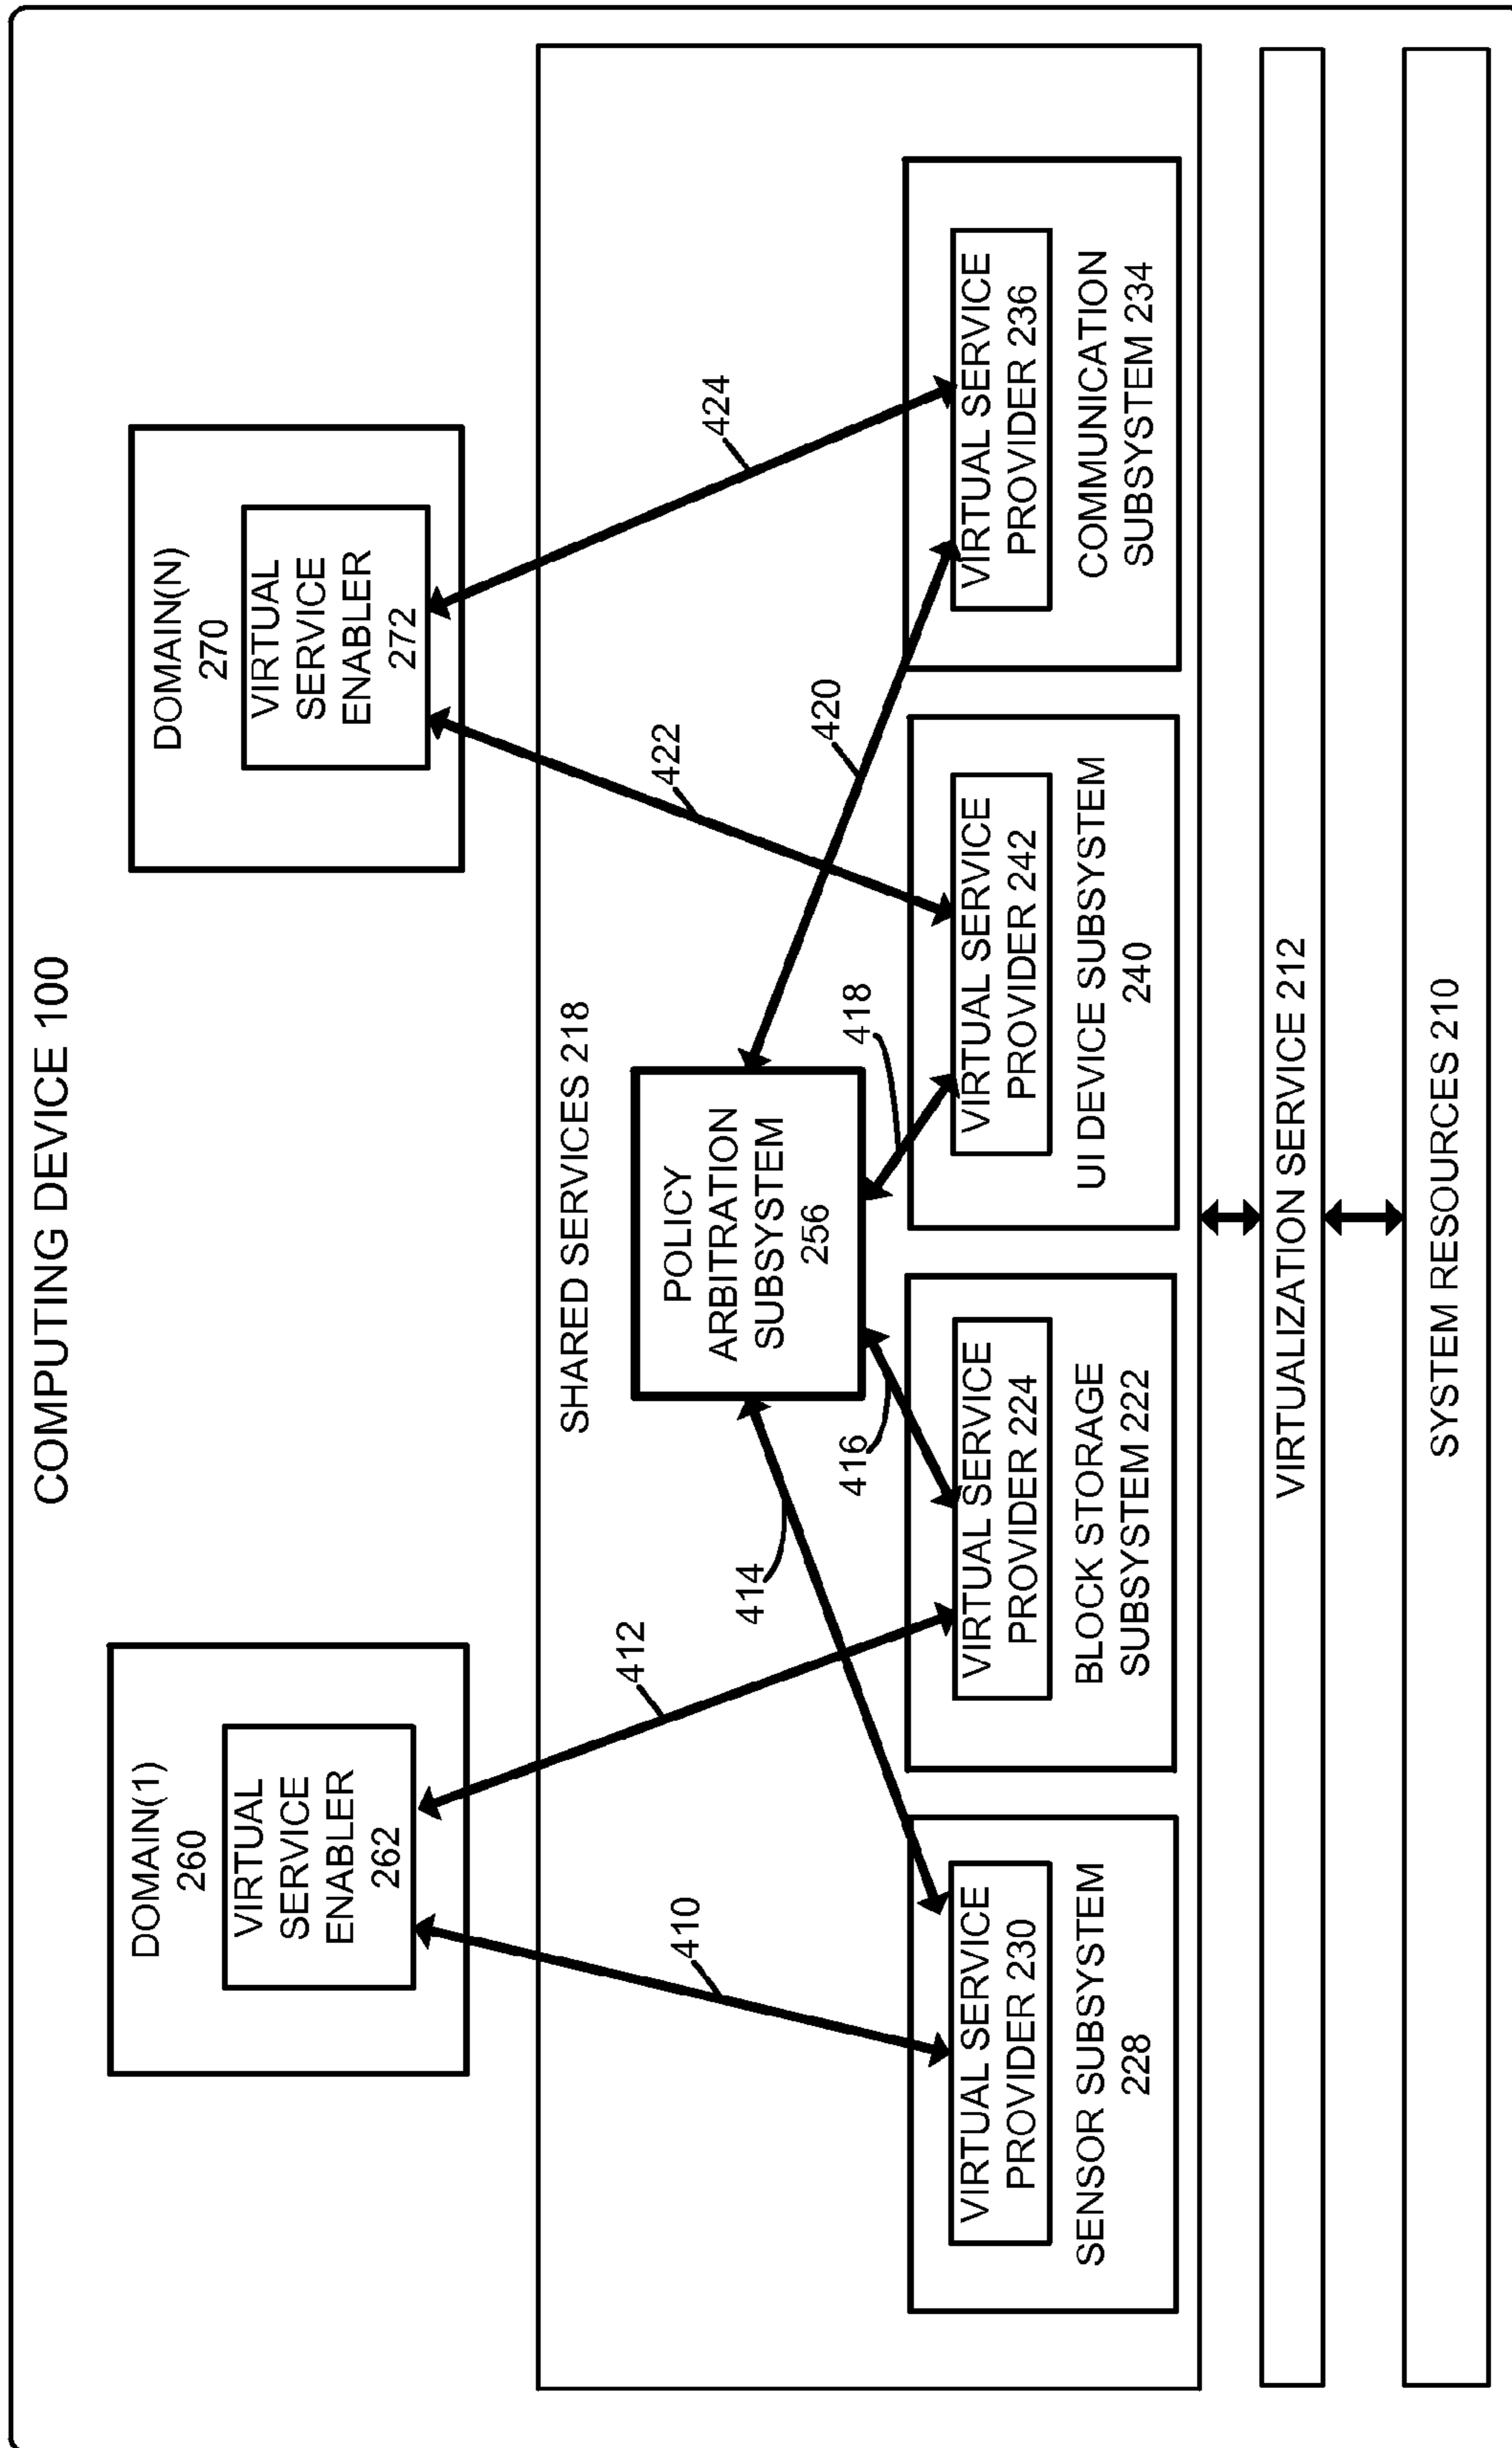 COMPUTING DEVICE 100
DOMAIN(1)
260
VIRTUAL
SERVICE
ENABLER
262
DOMAIN(N)
270
VIRTUAL
SERVICE
ENABLER
272
SHARED SERVICES 218
410
412
414
416
418
420
422
424
POLICY
ARBITRATION
SUBSYSTEM
256
VIRTUAL SERVICE
PROVIDER 230
SENSOR SUBSYSTEM
228
VIRTUAL SERVICE
PROVIDER 224
BLOCK STORAGE
SUBSYSTEM 222
VIRTUAL SERVICE
PROVIDER 242
UI DEVICE SUBSYSTEM
240
VIRTUAL SERVICE
PROVIDER 236
COMMUNICATION
SUBSYSTEM 234
VIRTUALIZATION SERVICE 212
SYSTEM RESOURCES 210